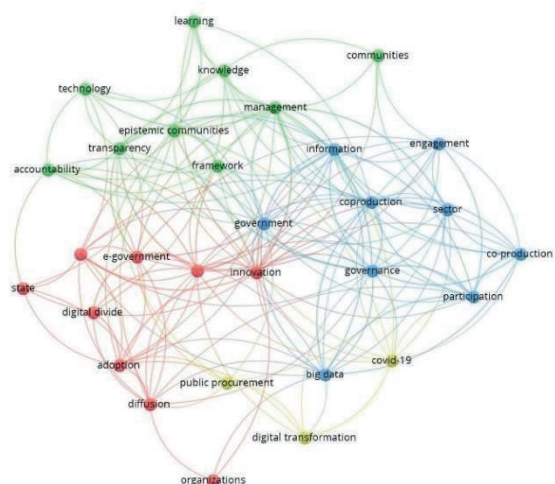 learning
communities
knowledge
technology
management
epistemic communities
engagement
transparency
information
framework
accountability
coproduction
sector
government
co-production
e-government
innovation
governance
state
participation
digital divide
covid-19
adoption
big data
public procurement
diffusion
digital transformation
organizations